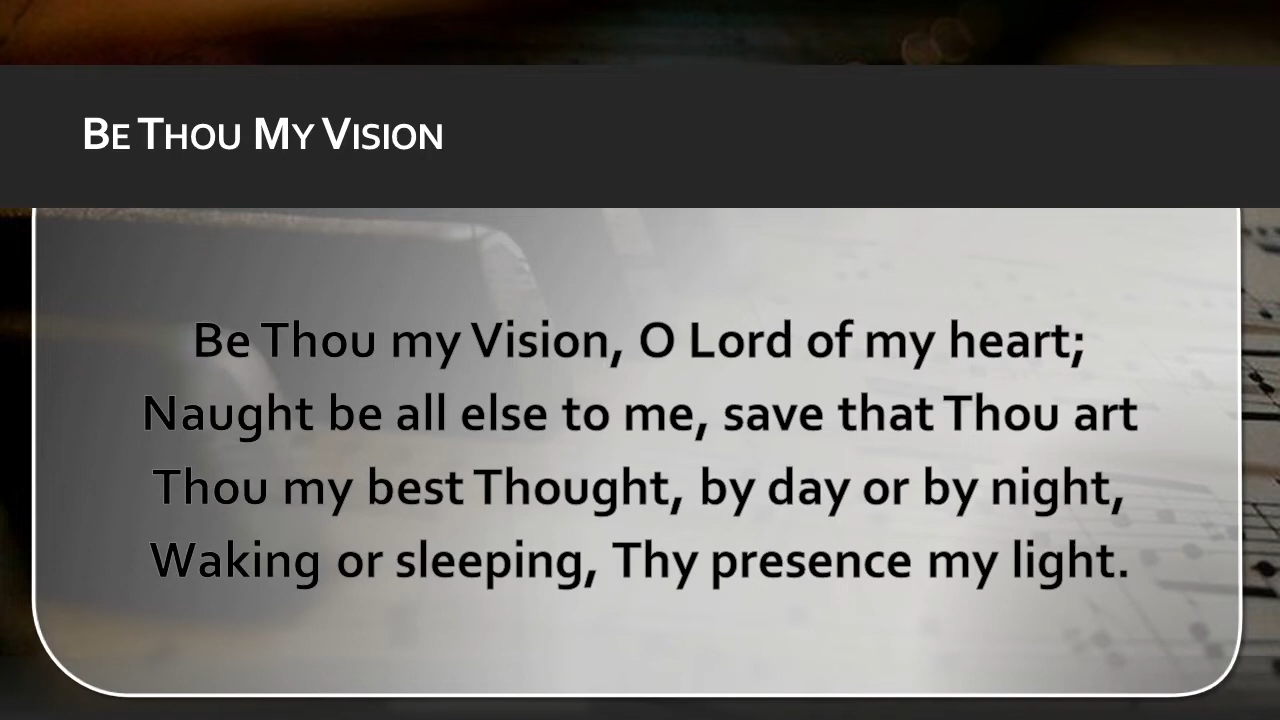 Be Thou My Vision
Be Thou my Vision, O Lord of my heart;
Naught be all else to me, save that Thou art
Thou my best Thought, by day or by night,
Waking or sleeping, Thy presence my light.